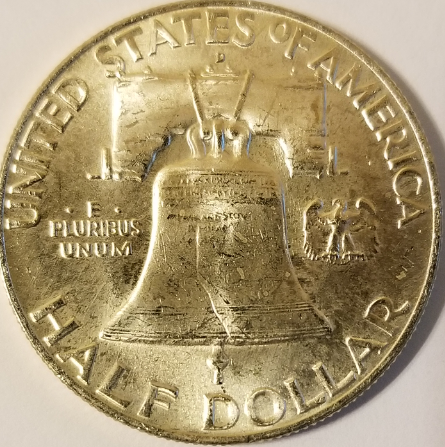 UNITED STATES OF AMERICA
D
· E ·
PLURIBUS
UNUM
HALF DOLLAR